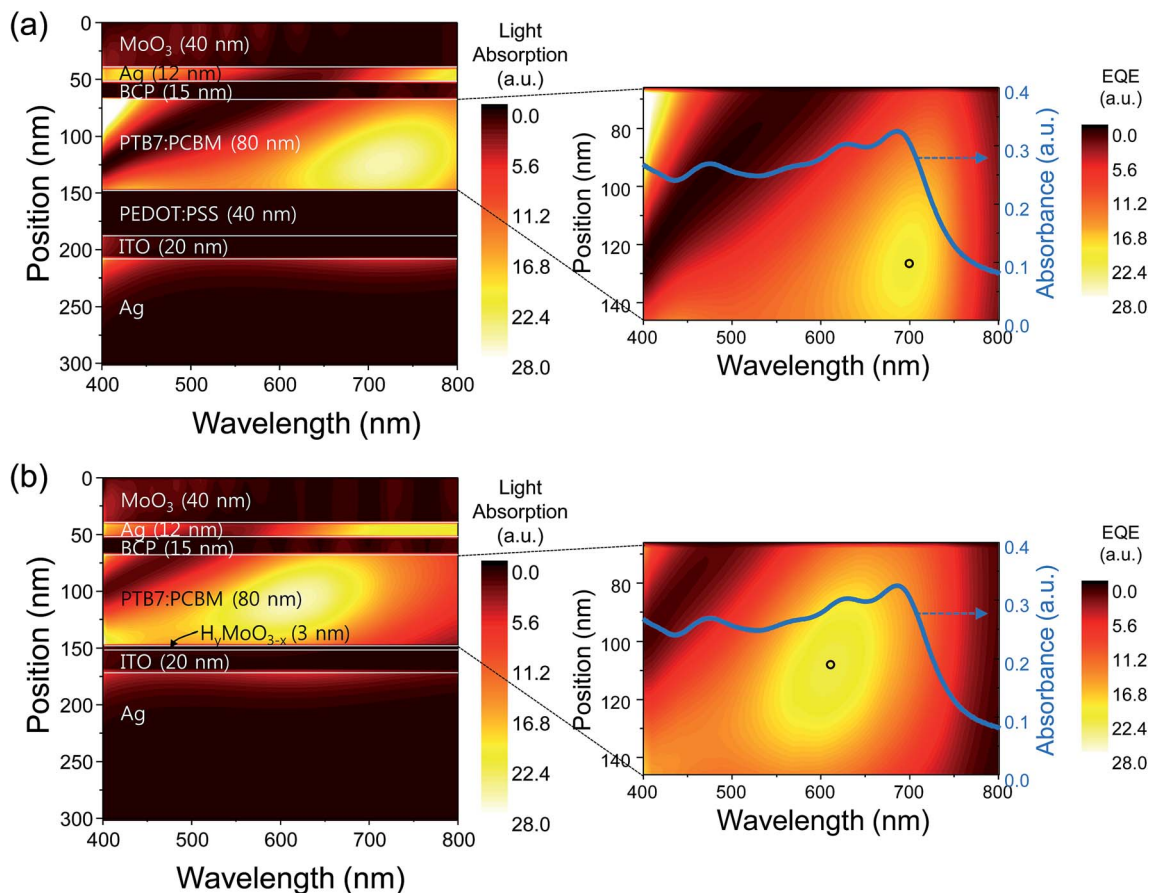 (a)
0
50
100
150
200
250
300
Position (nm)
MoO₃ (40 nm)
Ag (12 nm)
BCP (15 nm)
PTB7:PCBM (80 nm)
PEDOT:PSS (40 nm)
ITO (20 nm)
Ag
400 500 600 700 800
Wavelength (nm)
Light
Absorption
(a.u.)
0.0
5.6
11.2
16.8
22.4
28.0
80
100
120
140
Position (nm)
400 500 600 700 800
Wavelength (nm)
0.4
0.3
0.2
0.1
0.0
Absorbance (a.u.)
EQE
(a.u.)
0.0
5.6
11.2
16.8
22.4
28.0
(b)
0
50
100
150
200
250
300
Position (nm)
MoO₃ (40 nm)
Ag (12 nm)
BCP (15 nm)
PTB7:PCBM (80 nm)
HᵧMoO₃₋ₓ (3 nm)
ITO (20 nm)
Ag
400 500 600 700 800
Wavelength (nm)
Light
Absorption
(a.u.)
0.0
5.6
11.2
16.8
22.4
28.0
80
100
120
140
Position (nm)
400 500 600 700 800
Wavelength (nm)
0.4
0.3
0.2
0.1
0.0
Absorbance (a.u.)
EQE
(a.u.)
0.0
5.6
11.2
16.8
22.4
28.0